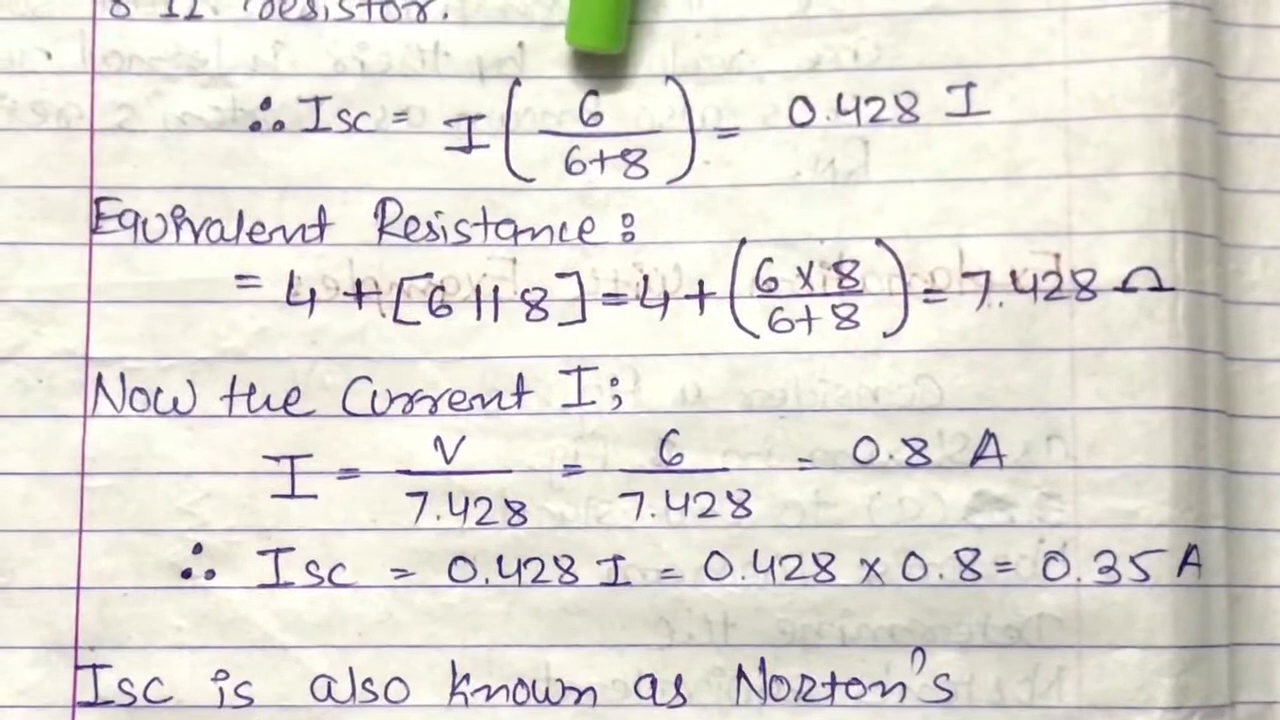 8 Ω resistor.
∴ Isc = I (6/(6+8)) = 0.428 I
Equivalent Resistance:
= 4 + [6 || 8] = 4 + ((6 x 8)/(6+8)) = 7.428 Ω
Now the Current I;
I = V/7.428 = 6/7.428 = 0.8 A
∴ Isc = 0.428 I = 0.428 x 0.8 = 0.35 A
Isc is also known as Norton's